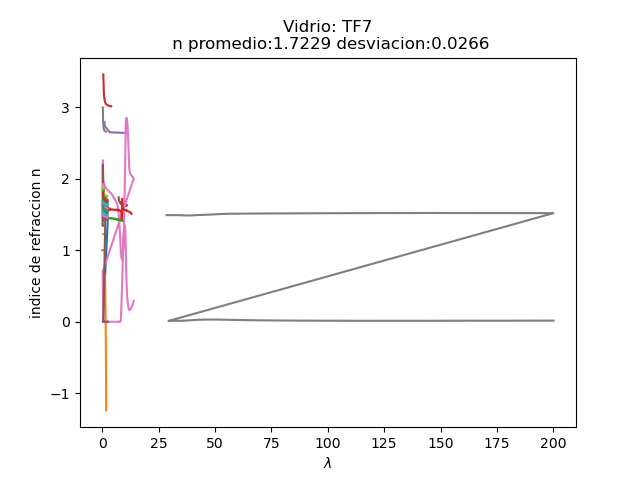 Vidrio: TF7
n promedio:1.7229 desviacion:0.0266
indice de refraccion n
3
2
1
0
−1
0 25 50 75 100 125 150 175 200
λ